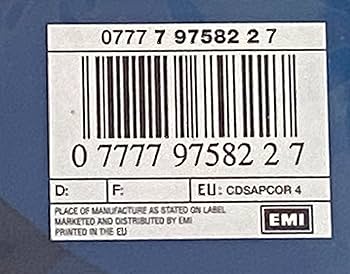 0777 7 97582 2 7
0 7777 97582 2 7
D: F: EU: CDSAPCOR 4
PLACE OF MANUFACTURE AS STATED ON LABEL
MARKETED AND DISTRIBUTED BY EMI
PRINTED IN THE EU
EMI